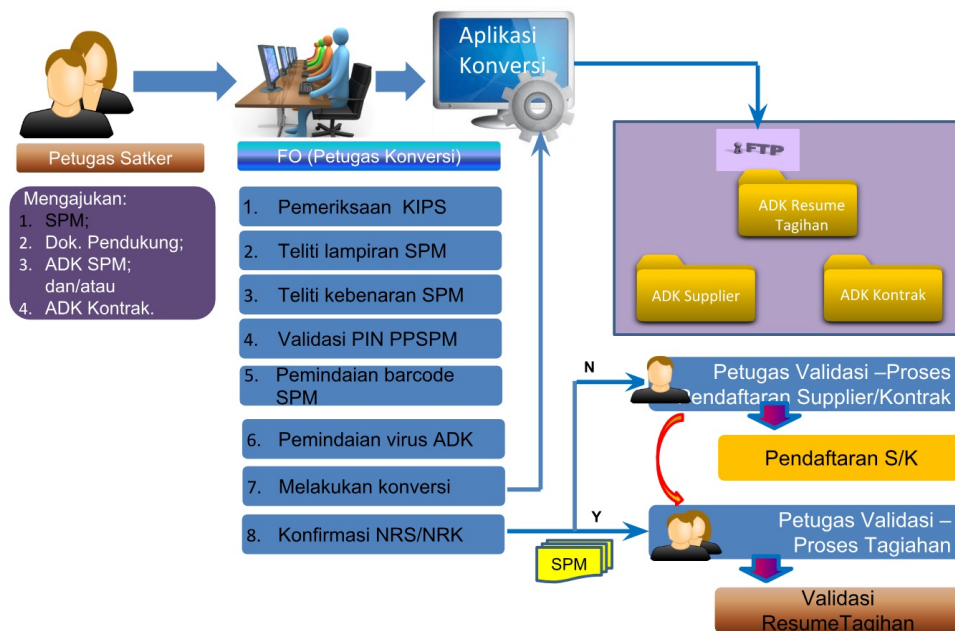 Aplikasi
Konversi
Petugas Satker
FO (Petugas Konversi)
FTP
ADK Resume
Tagihan
ADK Supplier
ADK Kontrak
Mengajukan:
1. SPM;
2. Dok. Pendukung;
3. ADK SPM;
dan/atau
4. ADK Kontrak.
1. Pemeriksaan KIPS
2. Teliti lampiran SPM
3. Teliti kebenaran SPM
4. Validasi PIN PPSPM
5. Pemindaian barcode
SPM
6. Pemindaian virus ADK
7. Melakukan konversi
8. Konfirmasi NRS/NRK
N
Petugas Validasi –Proses
Pendaftaran Supplier/Kontrak
Pendaftaran S/K
Y
SPM
Petugas Validasi –
Proses Tagiahan
Validasi
ResumeTagihan